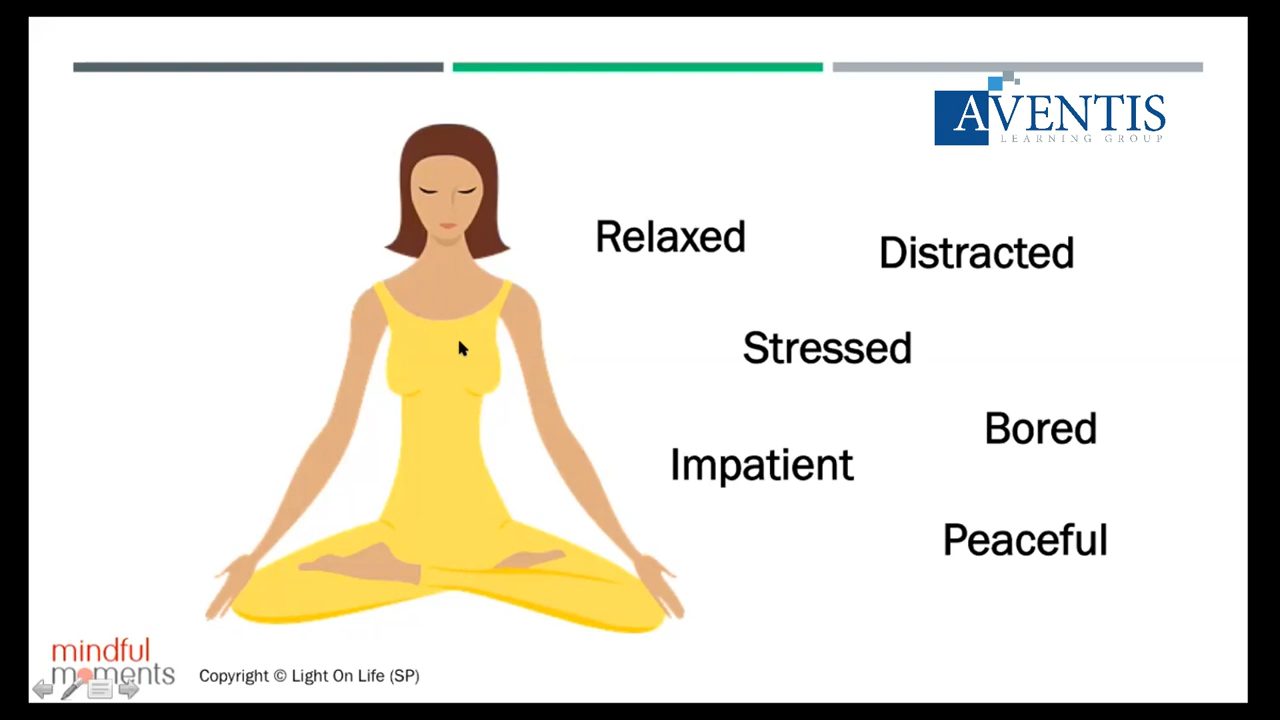 AVENTIS
LEARNING GROUP
Relaxed
Distracted
Stressed
Bored
Impatient
Peaceful
mindful
moments
Copyright © Light On Life (SP)